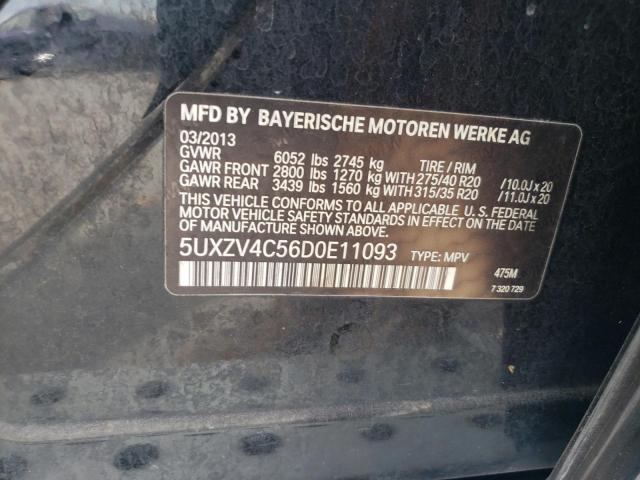 MFD BY BAYERISCHE MOTOREN WERKE AG
03/2013
GVWR 6052 lbs 2745 kg TIRE / RIM
GAWR FRONT 2800 lbs 1270 kg WITH 275/40 R20 /10.0J x 20
GAWR REAR 3439 lbs 1560 kg WITH 315/35 R20 /11.0J x 20
THIS VEHICLE CONFORMS TO ALL APPLICABLE U. S. FEDERAL
MOTOR VEHICLE SAFETY STANDARDS IN EFFECT ON THE DATE
OF MANUFACTURE SHOWN ABOVE.
5UXZV4C56D0E11093 TYPE: MPV
475M
7 320 729